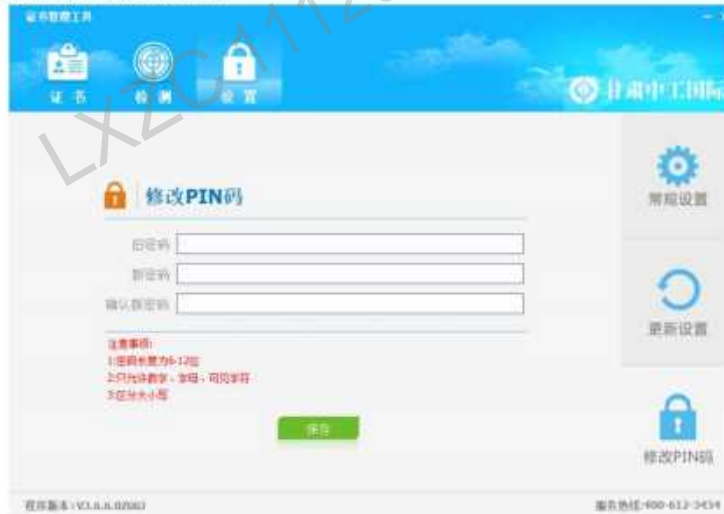 证书管理工具
LXZC 1112
证书
检测
设置
甘肃中工国际
修改PIN码
旧密码
新密码
确认新密码
注意事项:
1:密码长度为6-12位
2:只允许数字、字母、可见字符
3:区分大小写
保存
常规设置
更新设置
修改PIN码
服务热线:400-612-3434